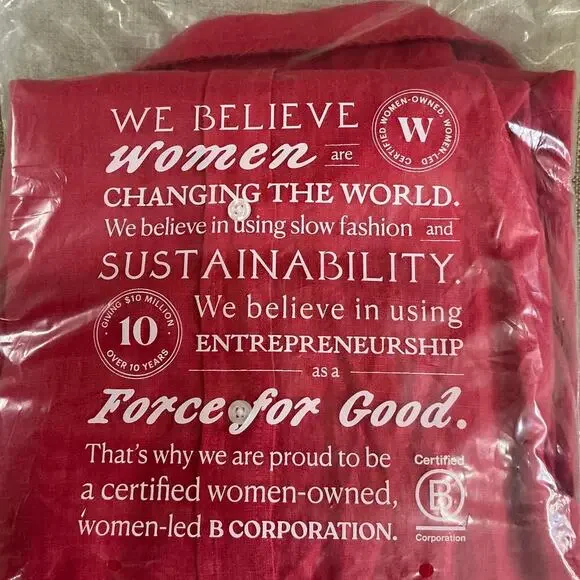 WE BELIEVE
women are
CHANGING THE WORLD.
We believe in using slow fashion and
SUSTAINABILITY.
We believe in using
ENTREPRENEURSHIP
as a
Force for Good.
That's why we are proud to be
a certified women-owned,
women-led B CORPORATION.
CERTIFIED WOMEN-OWNED, WOMEN-LED
W
GIVING $10 MILLION
10
OVER 10 YEARS
Certified
B
Corporation